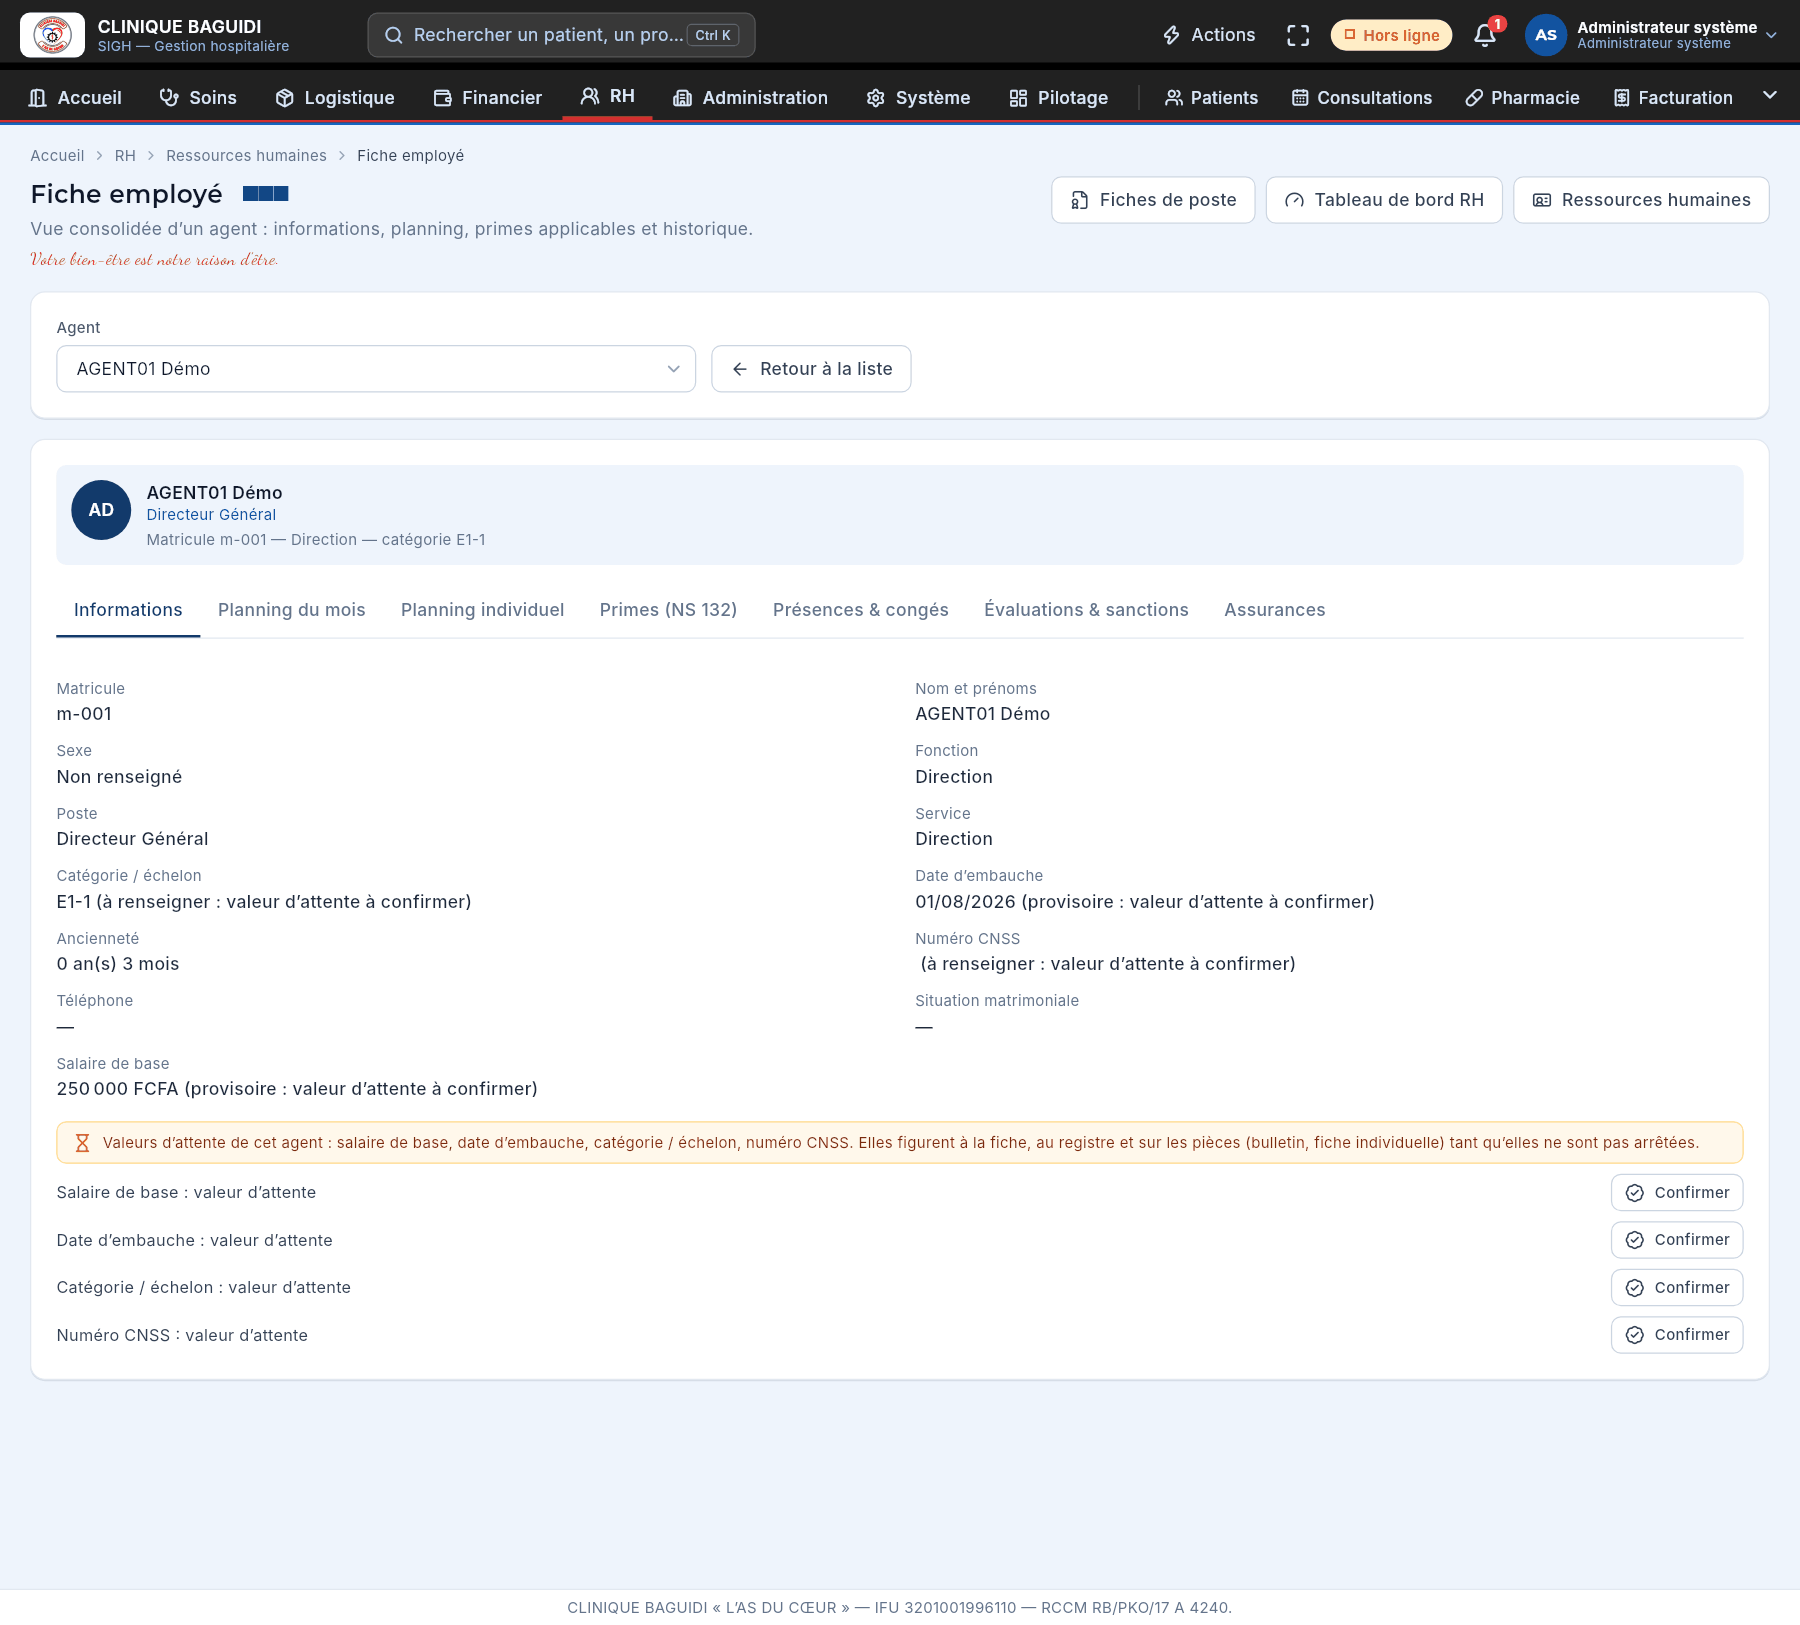 CLINIQUE BAGUIDI
SIGH — Gestion hospitalière
Rechercher un patient, un pro... Ctrl K
Actions
Hors ligne
1
AS
Administrateur système
Administrateur système
Accueil
Soins
Logistique
Financier
RH
Administration
Système
Pilotage
Patients
Consultations
Pharmacie
Facturation
Accueil > RH > Ressources humaines > Fiche employé
Fiche employé
Fiches de poste
Tableau de bord RH
Ressources humaines
Vue consolidée d’un agent : informations, planning, primes applicables et historique.
Votre bien-être est notre raison d'être.
Agent
AGENT01 Démo
Retour à la liste
AD
AGENT01 Démo
Directeur Général
Matricule m-001 — Direction — catégorie E1-1
Informations
Planning du mois
Planning individuel
Primes (NS 132)
Présences & congés
Évaluations & sanctions
Assurances
Matricule
m-001
Nom et prénoms
AGENT01 Démo
Sexe
Non renseigné
Fonction
Direction
Poste
Directeur Général
Service
Direction
Catégorie / échelon
E1-1 (à renseigner : valeur d’attente à confirmer)
Date d’embauche
01/08/2026 (provisoire : valeur d’attente à confirmer)
Ancienneté
0 an(s) 3 mois
Numéro CNSS
(à renseigner : valeur d’attente à confirmer)
Téléphone
—
Situation matrimoniale
—
Salaire de base
250 000 FCFA (provisoire : valeur d’attente à confirmer)
Valeurs d’attente de cet agent : salaire de base, date d’embauche, catégorie / échelon, numéro CNSS. Elles figurent à la fiche, au registre et sur les pièces (bulletin, fiche individuelle) tant qu’elles ne sont pas arrêtées.
Salaire de base : valeur d’attente
Confirmer
Date d’embauche : valeur d’attente
Confirmer
Catégorie / échelon : valeur d’attente
Confirmer
Numéro CNSS : valeur d’attente
Confirmer
CLINIQUE BAGUIDI « L’AS DU CŒUR » — IFU 3201001996110 — RCCM RB/PKO/17 A 4240.